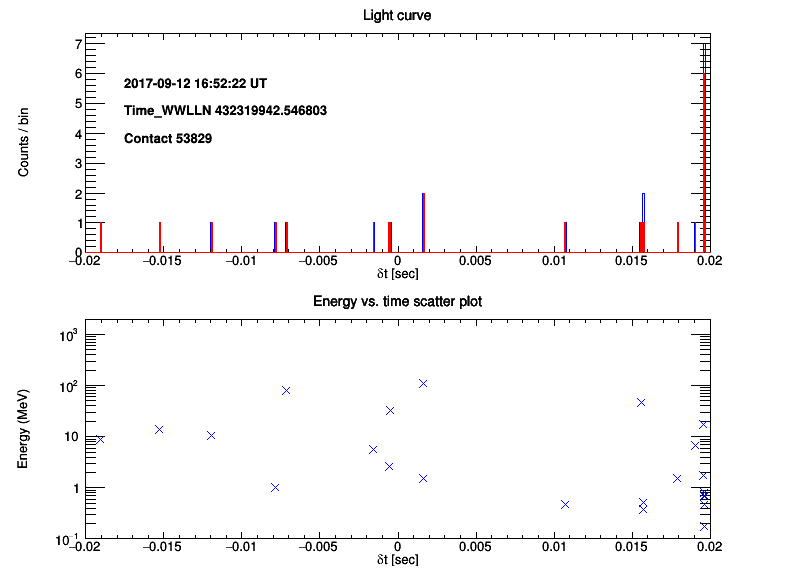 Light curve
Counts / bin
7
6
5
4
3
2
1
0
2017-09-12 16:52:22 UT
Time_WWLLN 432319942.546803
Contact 53829
−0.02 −0.015 −0.01 −0.005 0 0.005 0.01 0.015 0.02
δt [sec]
Energy vs. time scatter plot
Energy (MeV)
10³
10²
10
1
10⁻¹
−0.02 −0.015 −0.01 −0.005 0 0.005 0.01 0.015 0.02
δt [sec]